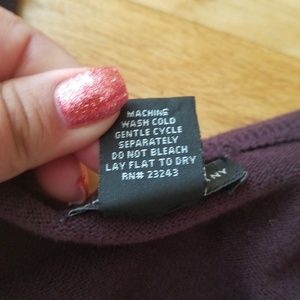 MACHINE
WASH COLD
GENTLE CYCLE
SEPARATELY
DO NOT BLEACH
LAY FLAT TO DRY
RN# 23243